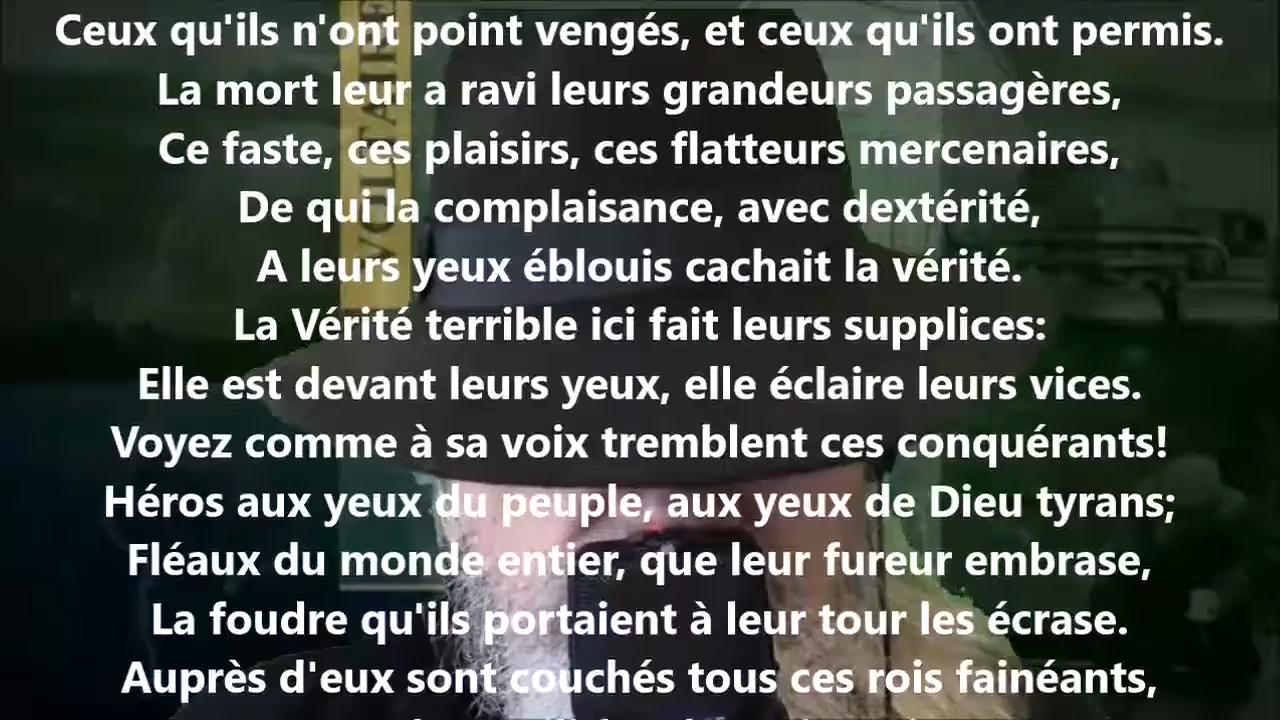 Ceux qu'ils n'ont point vengés, et ceux qu'ils ont permis.
La mort leur a ravi leurs grandeurs passagères,
Ce faste, ces plaisirs, ces flatteurs mercenaires,
De qui la complaisance, avec dextérité,
A leurs yeux éblouis cachait la vérité.
La Vérité terrible ici fait leurs supplices:
Elle est devant leurs yeux, elle éclaire leurs vices.
Voyez comme à sa voix tremblent ces conquérants!
Héros aux yeux du peuple, aux yeux de Dieu tyrans;
Fléaux du monde entier, que leur fureur embrase,
La foudre qu'ils portaient à leur tour les écrase.
Auprès d'eux sont couchés tous ces rois fainéants,
VOLTAIRE